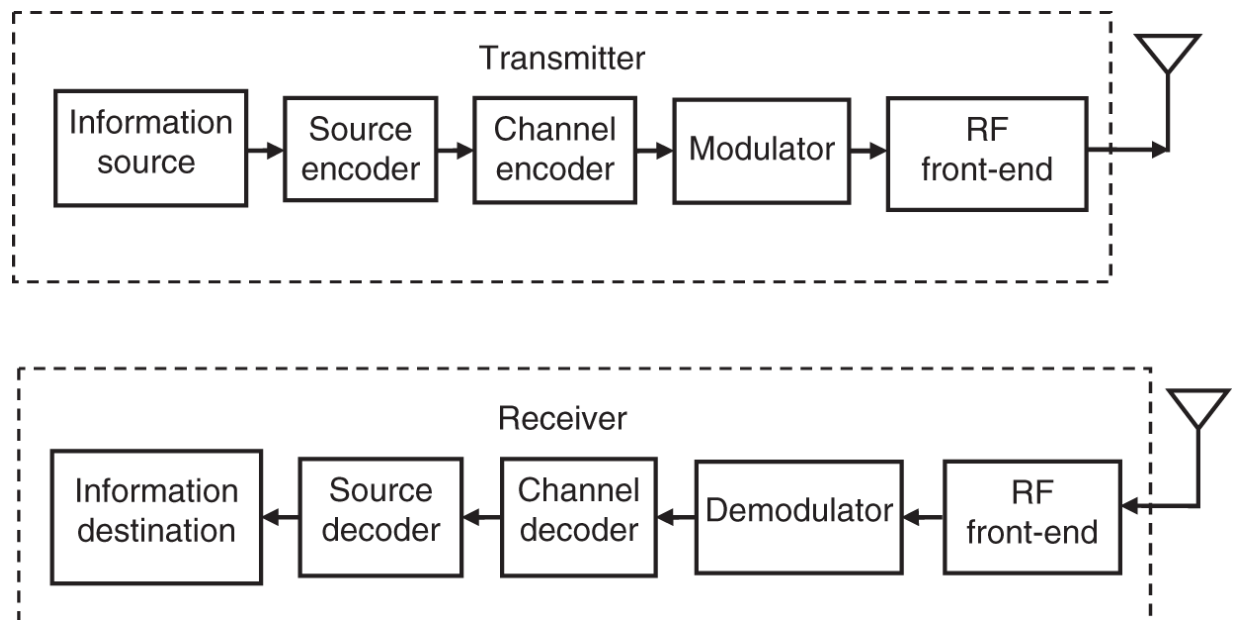 Transmitter
Information
source
Source
encoder
Channel
encoder
Modulator
RF
front-end
Receiver
Information
destination
Source
decoder
Channel
decoder
Demodulator
RF
front-end